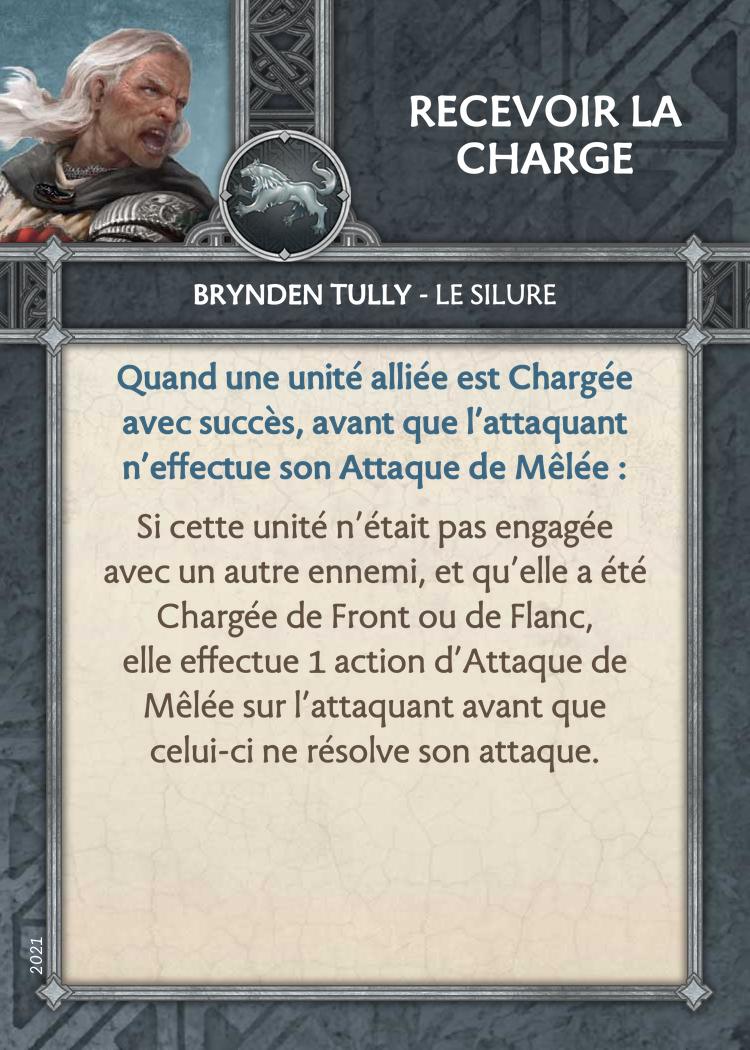 RECEVOIR LA
CHARGE
BRYNDEN TULLY - LE SILURE
Quand une unité alliée est Chargée
avec succès, avant que l'attaquant
n'effectue son Attaque de Mêlée :
Si cette unité n'était pas engagée
avec un autre ennemi, et qu'elle a été
Chargée de Front ou de Flanc,
elle effectue 1 action d'Attaque de
Mêlée sur l'attaquant avant que
celui-ci ne résolve son attaque.
2021